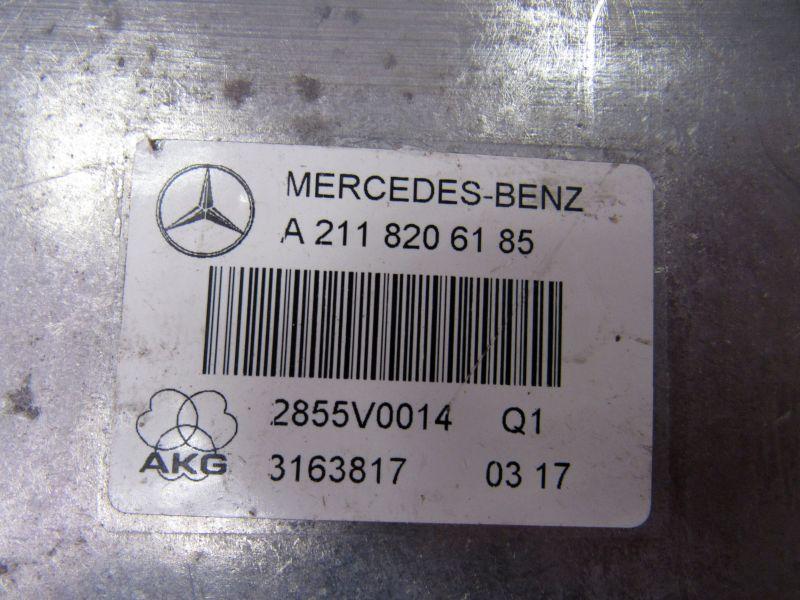 MERCEDES-BENZ
A 211 820 61 85
2855V0014 Q1
AKG
3163817 03 17